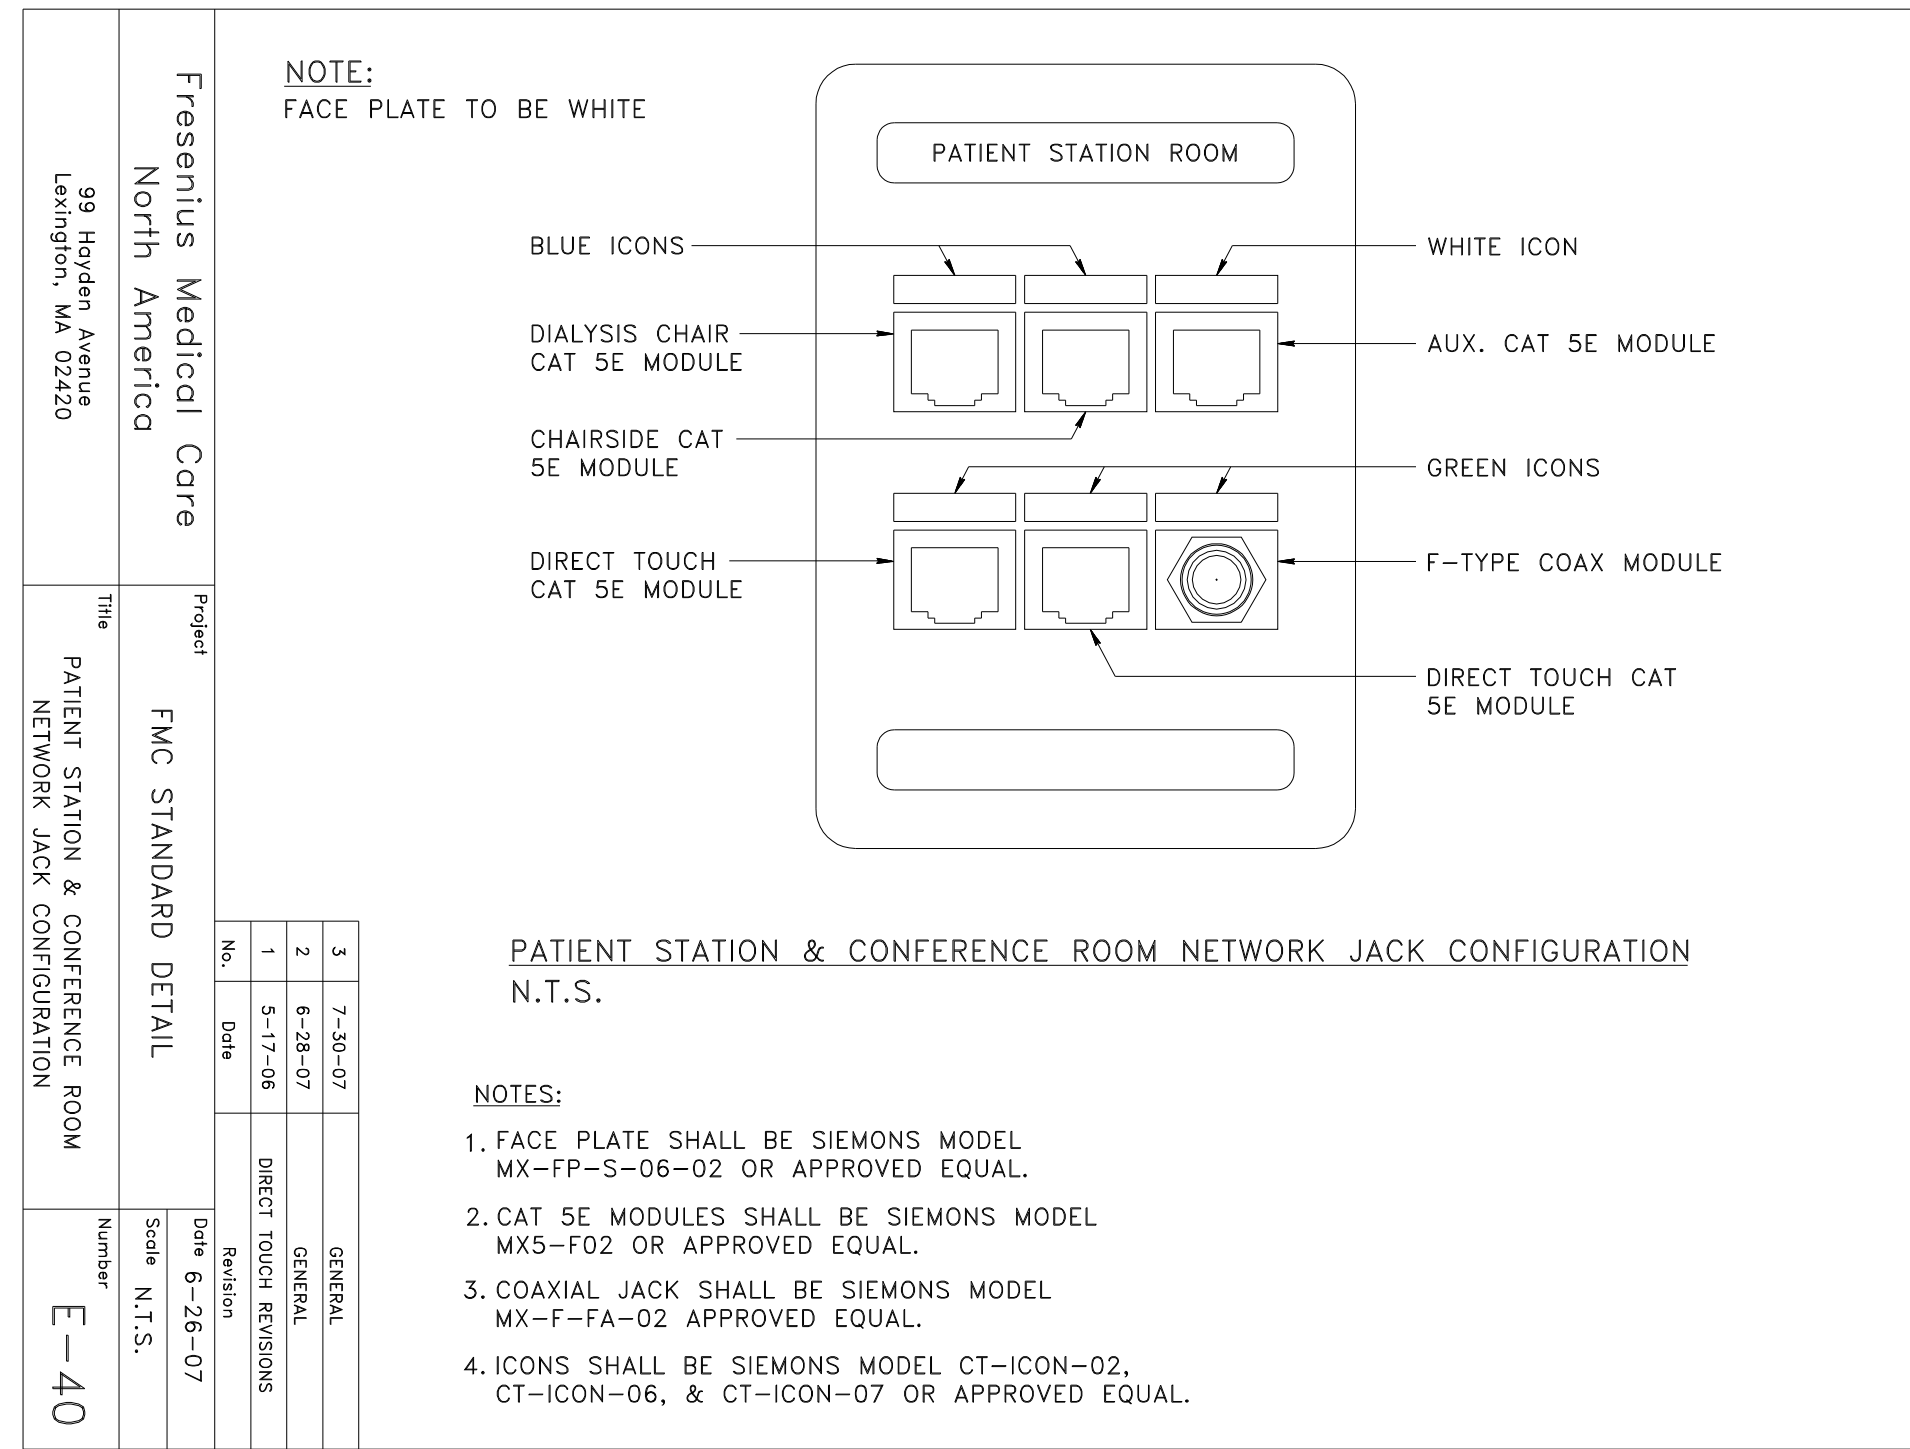 NOTE:
FACE PLATE TO BE WHITE
PATIENT STATION ROOM
BLUE ICONS
WHITE ICON
DIALYSIS CHAIR
CAT 5E MODULE
AUX. CAT 5E MODULE
CHAIRSIDE CAT
5E MODULE
GREEN ICONS
DIRECT TOUCH
CAT 5E MODULE
F-TYPE COAX MODULE
DIRECT TOUCH CAT
5E MODULE
PATIENT STATION & CONFERENCE ROOM NETWORK JACK CONFIGURATION
N.T.S.
NOTES:
1. FACE PLATE SHALL BE SIEMONS MODEL
MX-FP-S-06-02 OR APPROVED EQUAL.
2. CAT 5E MODULES SHALL BE SIEMONS MODEL
MX5-F02 OR APPROVED EQUAL.
3. COAXIAL JACK SHALL BE SIEMONS MODEL
MX-F-FA-02 APPROVED EQUAL.
4. ICONS SHALL BE SIEMONS MODEL CT-ICON-02,
CT-ICON-06, & CT-ICON-07 OR APPROVED EQUAL.
3 7-30-07 GENERAL
2 6-28-07 GENERAL
1 5-17-06 DIRECT TOUCH REVISIONS
No. Date Revision
Fresenius Medical Care
North America
99 Hayden Avenue
Lexington, MA 02420
Project
FMC STANDARD DETAIL
Title
PATIENT STATION & CONFERENCE ROOM
NETWORK JACK CONFIGURATION
Date 6-26-07
Scale N.T.S.
Number
E-40